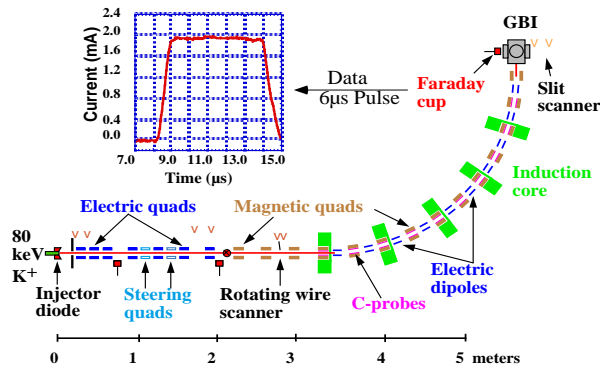 2.4
2.0
1.6
1.2
0.8
0.4
0.0
Current (mA)
7.0 9.0 11.0 13.0 15.0
Time (µs)
Data
6µs Pulse
GBI
Faraday
cup
Slit
scanner
Induction
core
Electric quads
Magnetic quads
80
keV
K+
Injector
diode
Steering
quads
Rotating wire
scanner
C-probes
Electric
dipoles
0 1 2 3 4 5 meters